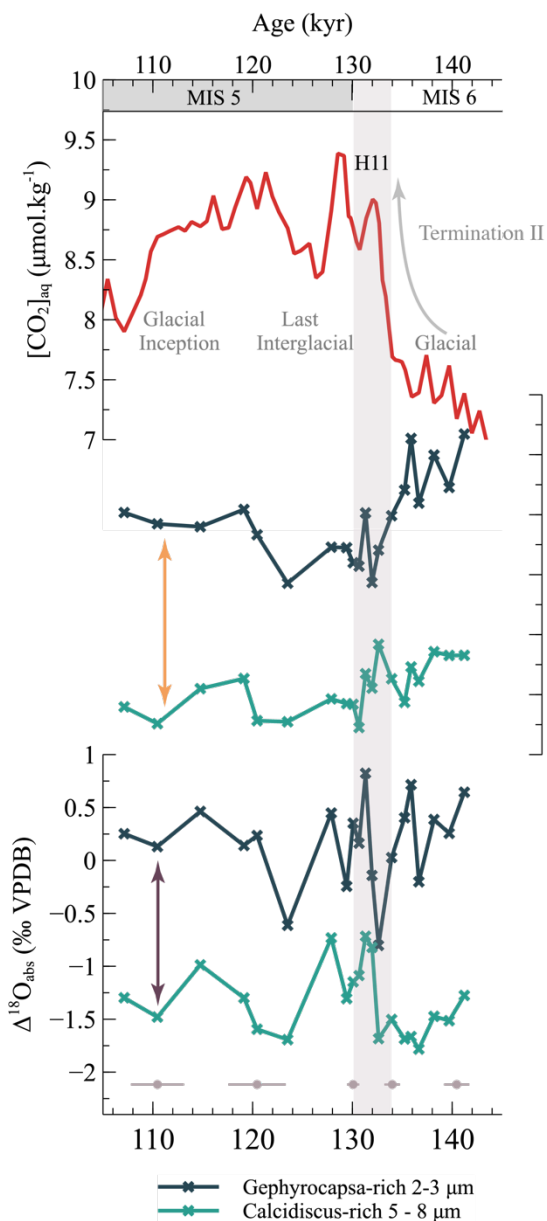 Age (kyr)
110 120 130 140
MIS 5 MIS 6
10
9.5
9
8.5
8
7.5
7
[CO₂]aq (µmol.kg⁻¹)
H11
Termination II
Glacial
Inception
Last
Interglacial
Glacial
1
0.5
0
−0.5
−1
−1.5
−2
Δ¹⁸Oabs (‰ VPDB)
110 120 130 140
Gephyrocapsa-rich 2-3 µm
Calcidiscus-rich 5 - 8 µm